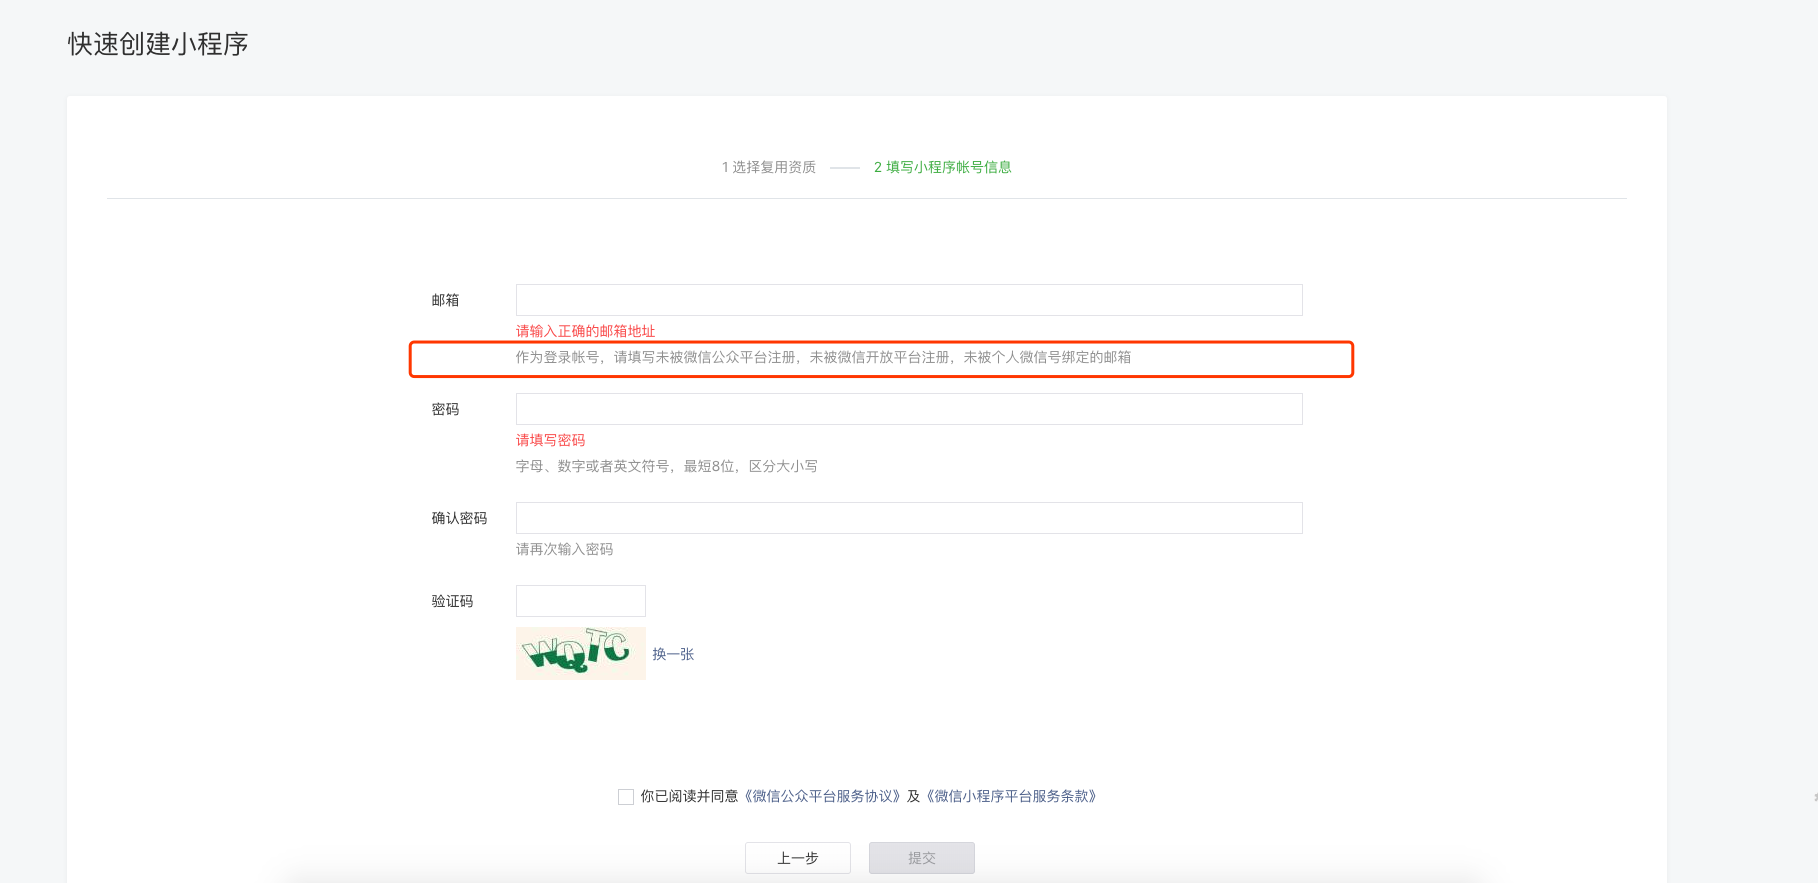 快速创建小程序
1 选择复用资质 2 填写小程序帐号信息
邮箱
请输入正确的邮箱地址
作为登录帐号，请填写未被微信公众平台注册，未被微信开放平台注册，未被个人微信号绑定的邮箱
密码
请填写密码
字母、数字或者英文符号，最短8位，区分大小写
确认密码
请再次输入密码
验证码
WQTC 换一张
你已阅读并同意《微信公众平台服务协议》及《微信小程序平台服务条款》
上一步 提交